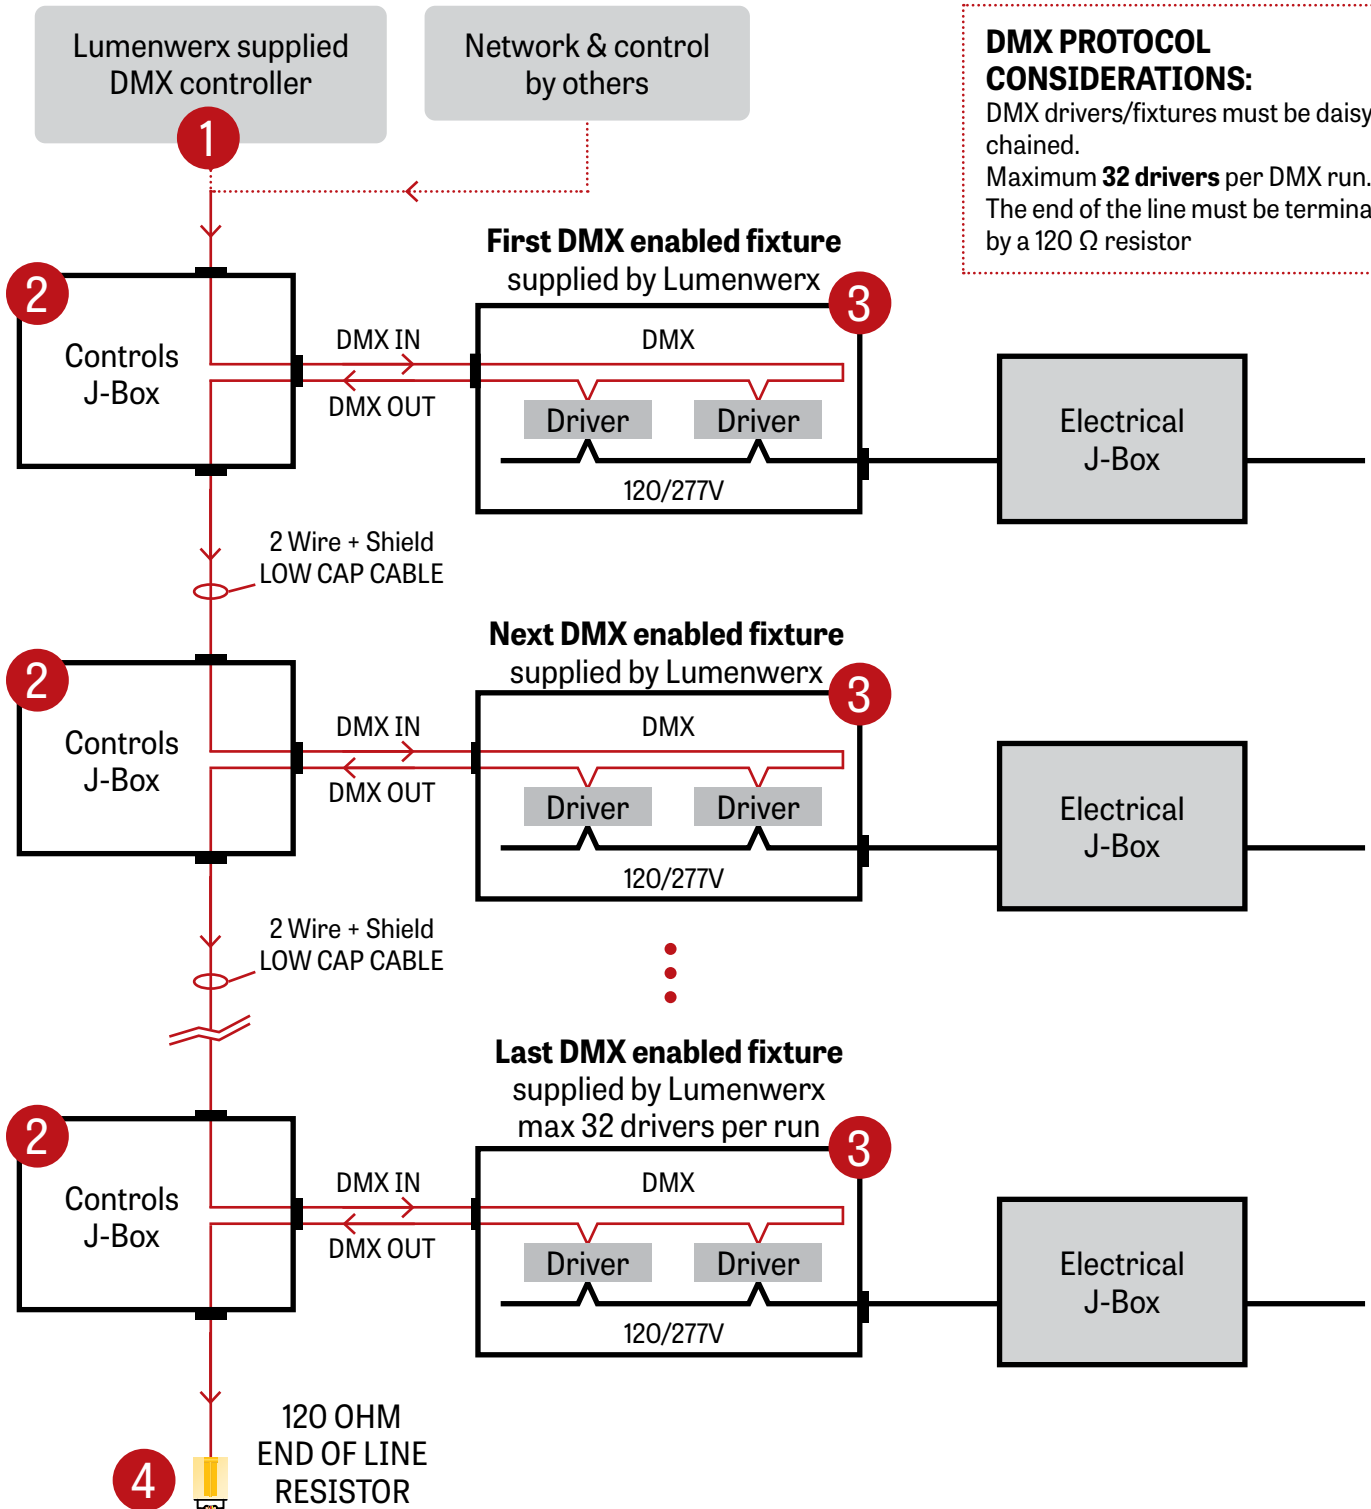 Lumenwerx supplied
DMX controller
1
Network & control
by others
DMX PROTOCOL
CONSIDERATIONS:
DMX drivers/fixtures must be daisy
chained.
Maximum 32 drivers per DMX run.
The end of the line must be termina
by a 120 Ω resistor
2
Controls
J-Box
DMX IN
DMX OUT
First DMX enabled fixture
supplied by Lumenwerx
3
DMX
Driver
Driver
120/277V
Electrical
J-Box
2 Wire + Shield
LOW CAP CABLE
2
Controls
J-Box
DMX IN
DMX OUT
Next DMX enabled fixture
supplied by Lumenwerx
3
DMX
Driver
Driver
120/277V
Electrical
J-Box
2 Wire + Shield
LOW CAP CABLE
2
Controls
J-Box
DMX IN
DMX OUT
Last DMX enabled fixture
supplied by Lumenwerx
max 32 drivers per run
3
DMX
Driver
Driver
120/277V
Electrical
J-Box
4
120 OHM
END OF LINE
RESISTOR